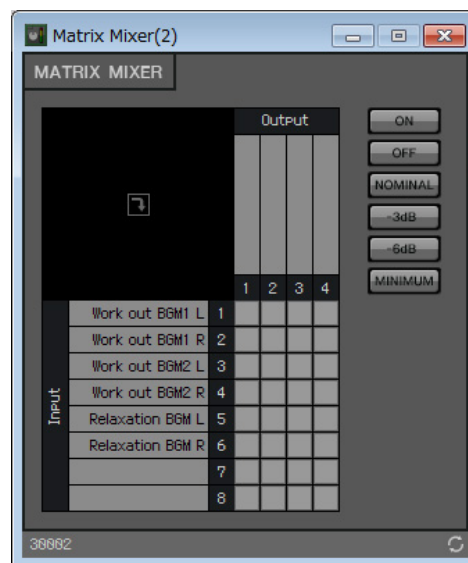 Matrix Mixer(2)
MATRIX MIXER
Output
1 2 3 4
ON
OFF
NOMINAL
-3dB
-6dB
MINIMUM
Input
Work out BGM1 L 1
Work out BGM1 R 2
Work out BGM2 L 3
Work out BGM2 R 4
Relaxation BGM L 5
Relaxation BGM R 6
7
8
30002